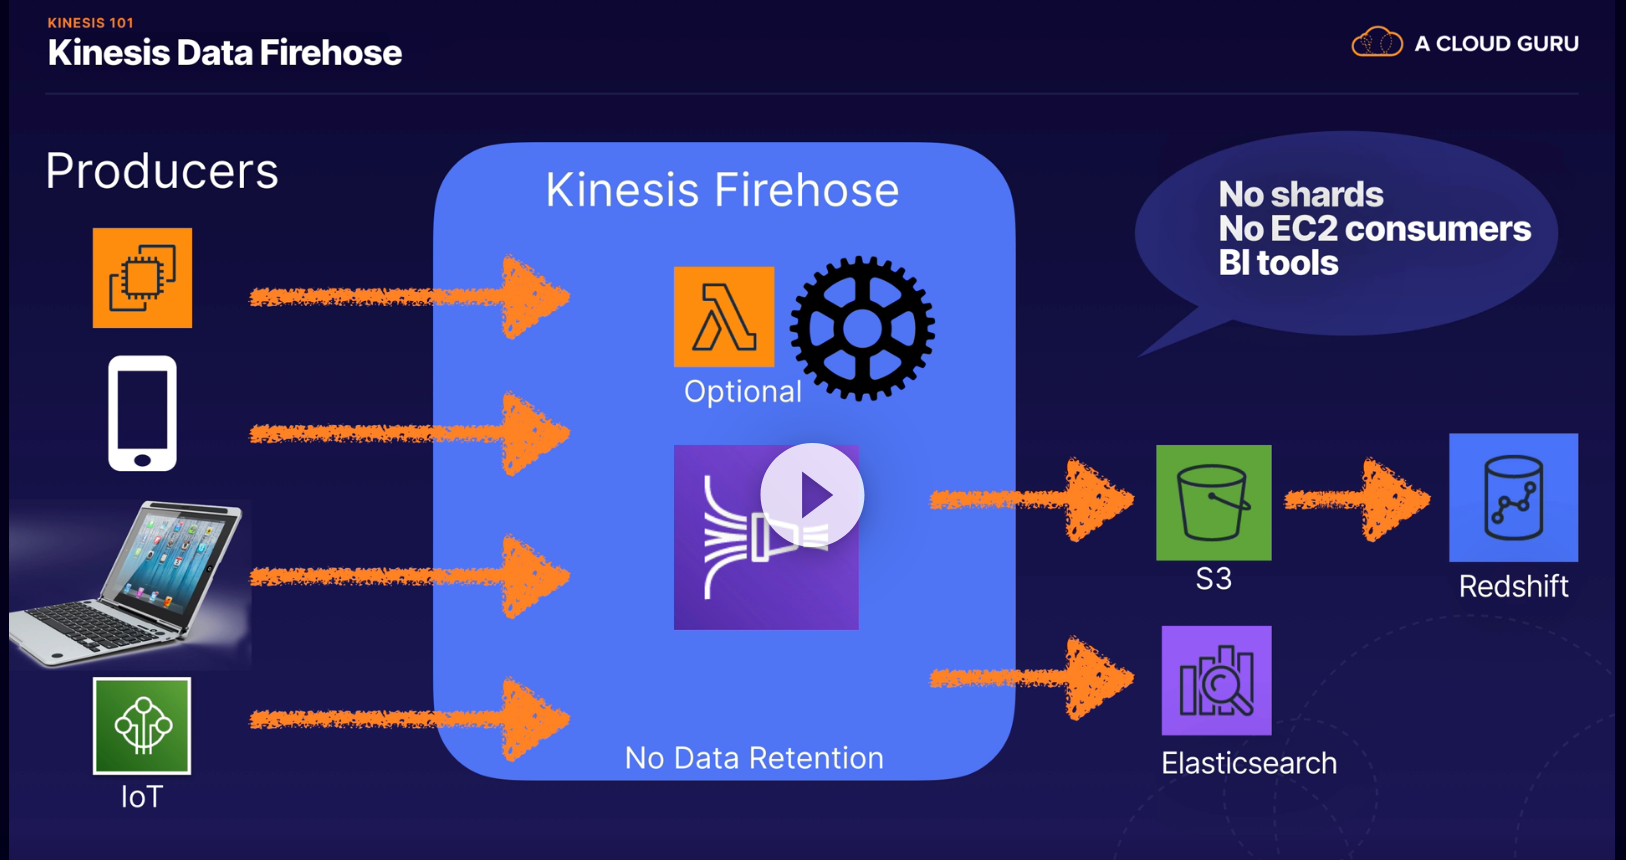 KINESIS 101
Kinesis Data Firehose
A CLOUD GURU
Producers
Kinesis Firehose
No shards
No EC2 consumers
BI tools
Optional
S3
Redshift
No Data Retention
Elasticsearch
IoT